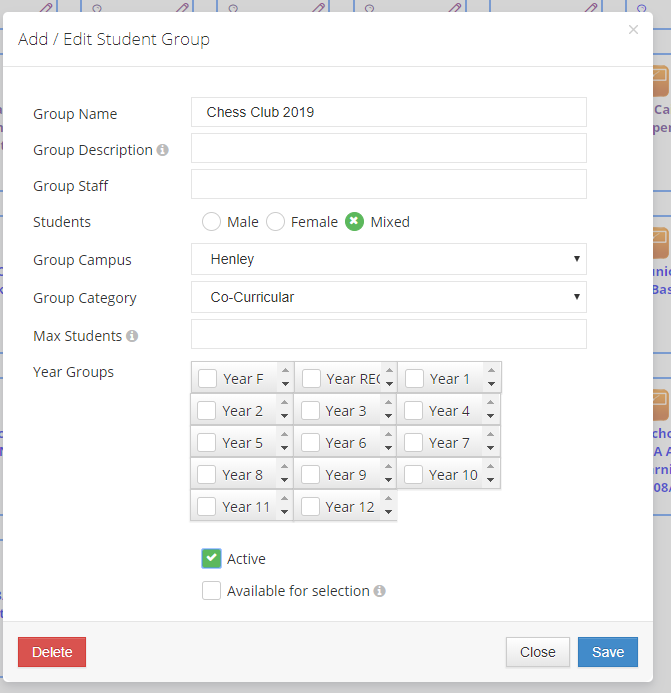 Add / Edit Student Group
×
Group Name Chess Club 2019
Group Description
Group Staff
Students Male Female Mixed
Group Campus Henley
Group Category Co-Curricular
Max Students
Year Groups Year F Year REC Year 1
Year 2 Year 3 Year 4
Year 5 Year 6 Year 7
Year 8 Year 9 Year 10
Year 11 Year 12
Active
Available for selection
Delete Close Save